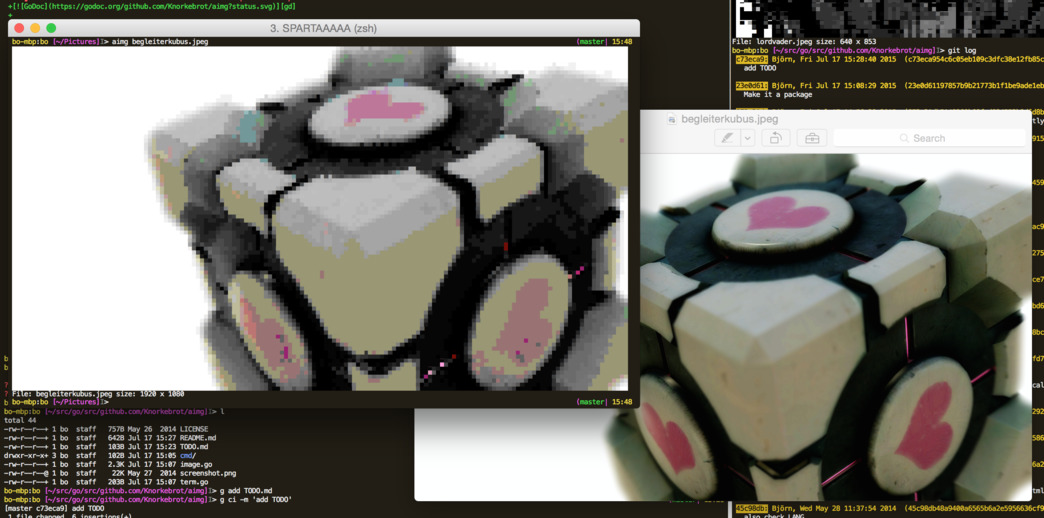 +[![GoDoc](https://godoc.org/github.com/Knorkebrot/aimg?status.svg)][gd]
+
3. SPARTAAAAA (zsh)
bo-mbp:bo [~/Pictures]> aimg begleiterkubus.jpeg (master| 15:48
File: begleiterkubus.jpeg size: 1920 x 1080
bo-mbp:bo [~/Pictures]> (master| 15:48
bo-mbp:bo [~/src/go/src/github.com/Knorkebrot/aimg]> l
total 44
-rw-r--r--+ 1 bo staff 757B May 26 2014 LICENSE
-rw-r--r--+ 1 bo staff 642B Jul 17 15:27 README.md
-rw-r--r--+ 1 bo staff 103B Jul 17 15:23 TODO.md
drwxr-xr-x+ 3 bo staff 102B Jul 17 15:05 cmd/
-rw-r--r--+ 1 bo staff 2.3K Jul 17 15:07 image.go
-rw-r--r--@ 1 bo staff 22K May 27 2014 screenshot.png
-rw-r--r--+ 1 bo staff 203B Jul 17 15:07 term.go
bo-mbp:bo [~/src/go/src/github.com/Knorkebrot/aimg]> g add TODO.md
bo-mbp:bo [~/src/go/src/github.com/Knorkebrot/aimg]> g ci -m 'add TODO'
[master c73eca9] add TODO
1 file changed, 6 insertions(+)
File: lordvader.jpeg size: 640 x 853
bo-mbp:bo [~/src/go/src/github.com/Knorkebrot/aimg]> git log
c73eca9: Björn, Fri Jul 17 15:28:40 2015 (c73eca954c6c05eb109c3dfc38e12fb85c
add TODO
23e0d61: Björn, Fri Jul 17 15:08:29 2015 (23e0d61197857b9b21773b1f1be9ade1eb
Make it a package
begleiterkubus.jpeg
Search
45c98db: Björn, Wed May 28 11:37:54 2014 (45c98db48a9400a6565b6a2e5956636cf9
also check LANG